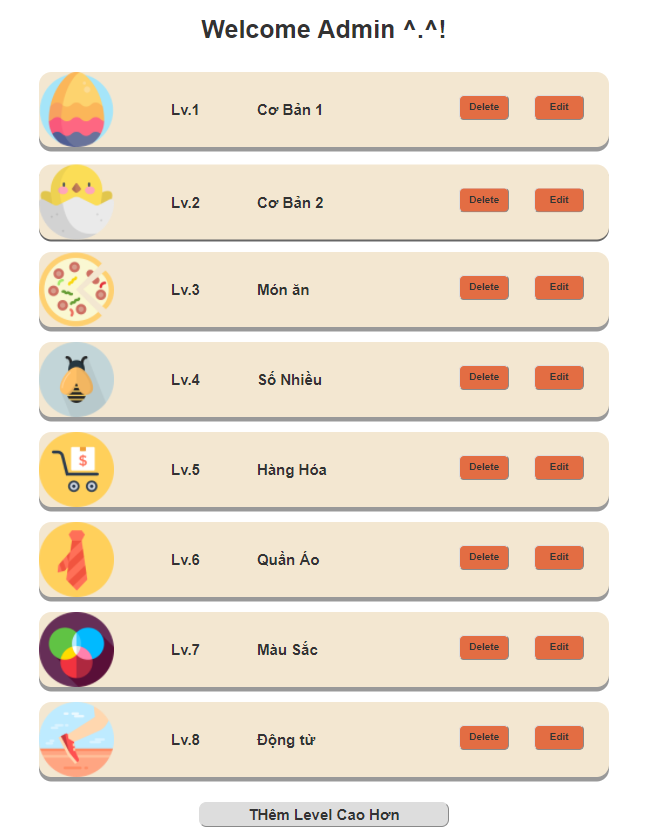 Welcome Admin ^.^!
Lv.1 Cơ Bản 1 Delete Edit
Lv.2 Cơ Bản 2 Delete Edit
Lv.3 Món ăn Delete Edit
Lv.4 Số Nhiều Delete Edit
$
Lv.5 Hàng Hóa Delete Edit
Lv.6 Quần Áo Delete Edit
Lv.7 Màu Sắc Delete Edit
Lv.8 Động từ Delete Edit
THêm Level Cao Hơn